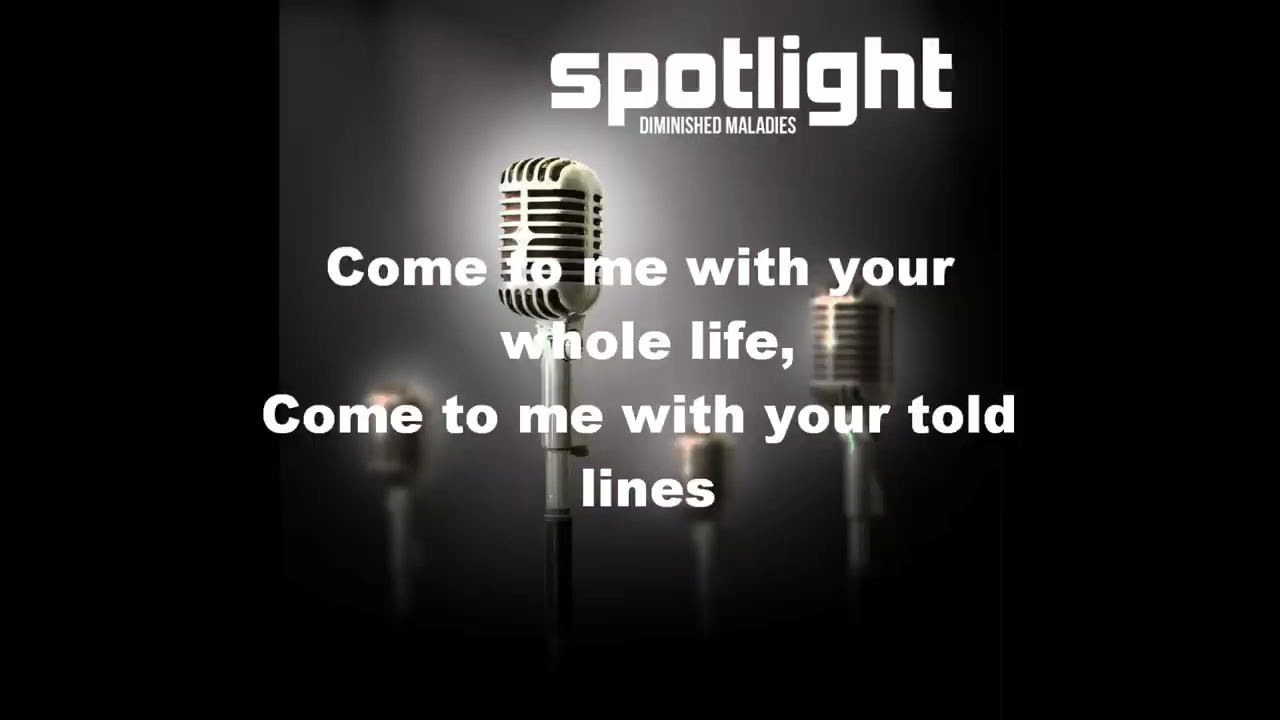 spotlight
DIMINISHED MALADIES
Come to me with your
whole life,
Come to me with your told
lines